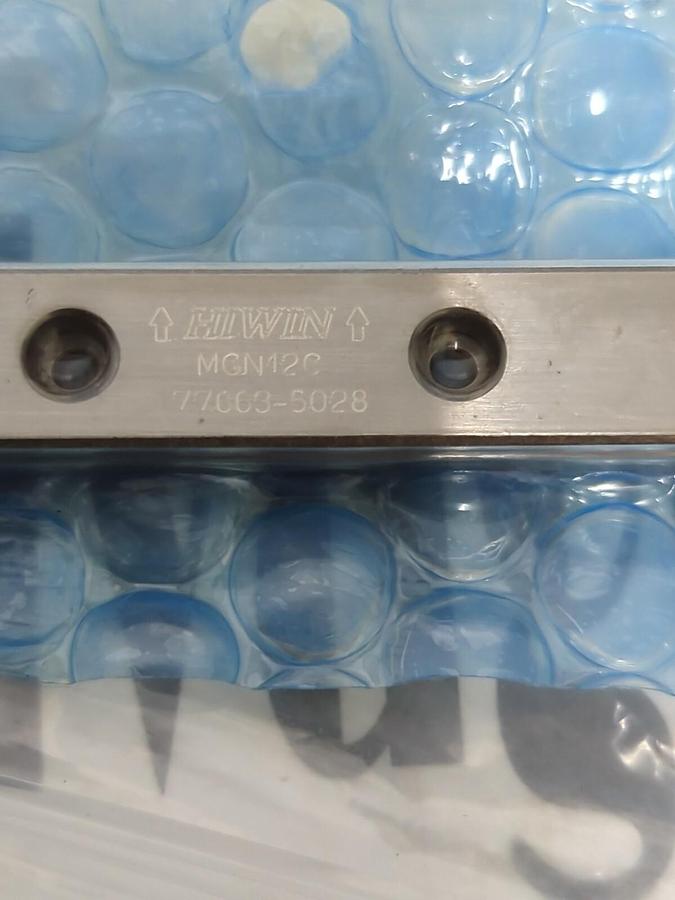 ⇧ HIWIN ⇧
MGN12C
77063-5028